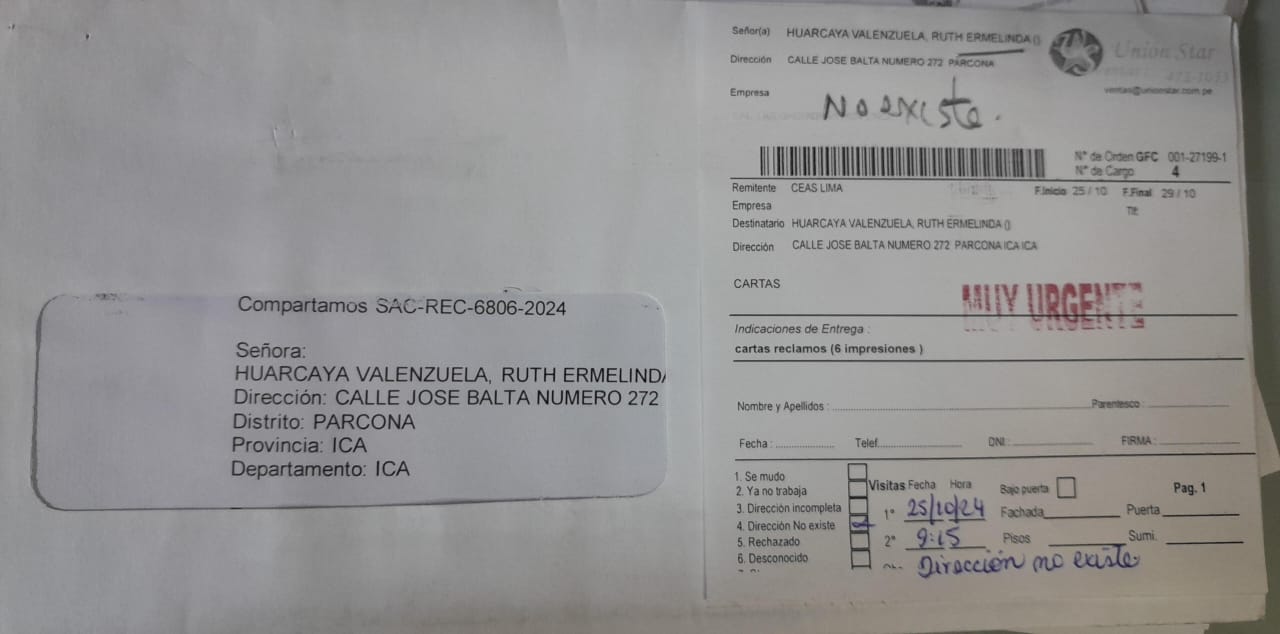 Compartamos SAC-REC-6806-2024
Señora:
HUARCAYA VALENZUELA, RUTH ERMELINDA
Dirección: CALLE JOSE BALTA NUMERO 272
Distrito: PARCONA
Provincia: ICA
Departamento: ICA
Señor(a) HUARCAYA VALENZUELA, RUTH ERMELINDA ()
Dirección CALLE JOSE BALTA NUMERO 272 PARCONA
Empresa
No existe.
Unión Star
472-1033
ventas@unionstar.com.pe
N° de Orden GFC 001-27199-1
N° de Cargo 4
Remitente CEAS LIMA F.Inicio 25 / 10 F.Final 29 / 10
Empresa Tlf:
Destinatario HUARCAYA VALENZUELA, RUTH ERMELINDA ()
Dirección CALLE JOSE BALTA NUMERO 272 PARCONA ICA ICA
CARTAS
MUY URGENTE
Indicaciones de Entrega :
cartas reclamos (6 impresiones )
Nombre y Apellidos : Parentesco :
Fecha : Telef. DNI : FIRMA :
1. Se mudo
2. Ya no trabaja
3. Dirección incompleta
4. Dirección No existe
5. Rechazado
6. Desconocido
Visitas Fecha Hora Bajo puerta Pag. 1
1° 25/10/24 Fachada Puerta
2° 9:15 Pisos Sumi.
Dirección no existe